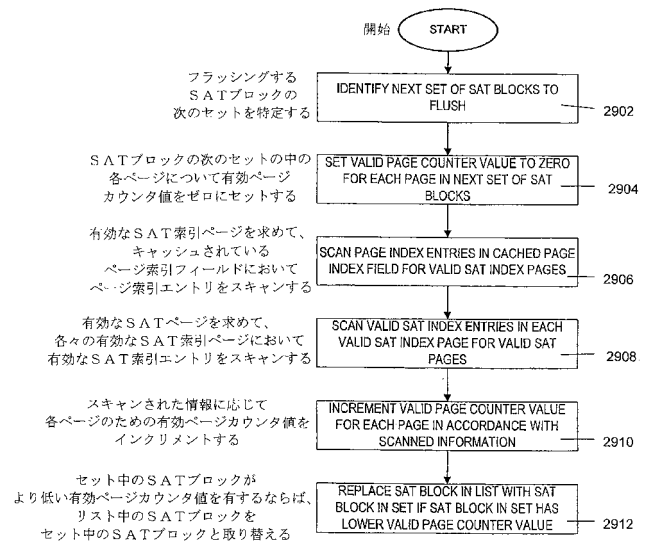 開始
START
フラッシングする
SATブロックの
次のセットを特定する
IDENTIFY NEXT SET OF SAT BLOCKS TO
FLUSH
2902
SATブロックの次のセットの中の
各ページについて有効ページ
カウンタ値をゼロにセットする
SET VALID PAGE COUNTER VALUE TO ZERO
FOR EACH PAGE IN NEXT SET OF SAT
BLOCKS
2904
有効なSAT索引ページを求めて、
キャッシュされている
ページ索引フィールドにおいて
ページ索引エントリをスキャンする
SCAN PAGE INDEX ENTRIES IN CACHED PAGE
INDEX FIELD FOR VALID SAT INDEX PAGES
2906
有効なSATページを求めて、
各々の有効なSAT索引ページにおいて
有効なSAT索引エントリをスキャンする
SCAN VALID SAT INDEX ENTRIES IN EACH
VALID SAT INDEX PAGE FOR VALID SAT
PAGES
2908
スキャンされた情報に応じて
各ページのための有効ページカウンタ値を
インクリメントする
INCREMENT VALID PAGE COUNTER VALUE
FOR EACH PAGE IN ACCORDANCE WITH
SCANNED INFORMATION
2910
セット中のSATブロックが
より低い有効ページカウンタ値を有するならば、
リスト中のSATブロックを
セット中のSATブロックと取り替える
REPLACE SAT BLOCK IN LIST WITH SAT
BLOCK IN SET IF SAT BLOCK IN SET HAS
LOWER VALID PAGE COUNTER VALUE
2912